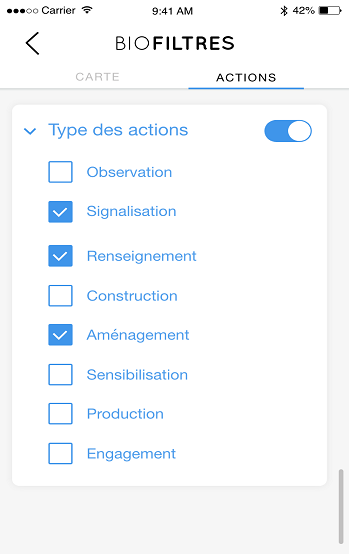 Carrier 9:41 AM 42%
BIOFILTRES
CARTE ACTIONS
Type des actions
Observation
Signalisation
Renseignement
Construction
Aménagement
Sensibilisation
Production
Engagement